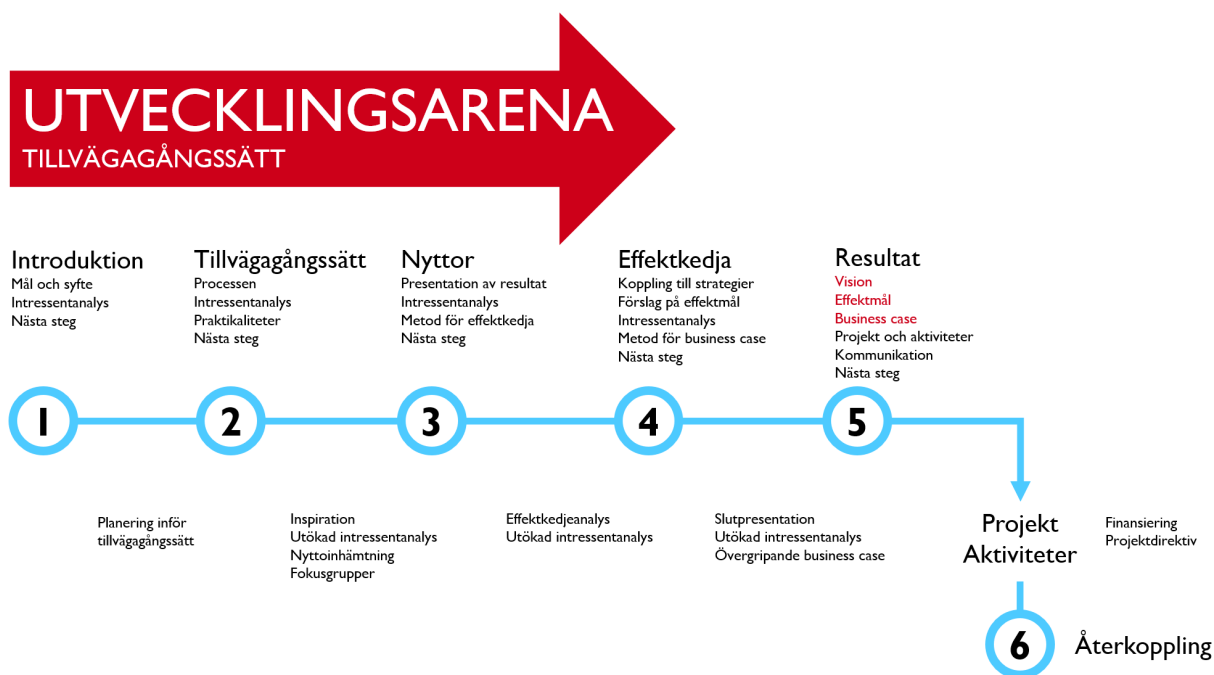 UTVECKLINGSARENA
TILLVÄGAGÅNGSSÄTT
Introduktion
Mål och syfte
Intressentanalys
Nästa steg
Tillvägagångssätt
Processen
Intressentanalys
Praktikaliteter
Nästa steg
Nyttor
Presentation av resultat
Intressentanalys
Metod för effektkedja
Nästa steg
Effektkedja
Koppling till strategier
Förslag på effektmål
Intressentanalys
Metod för business case
Nästa steg
Resultat
Vision
Effektmål
Business case
Projekt och aktiviteter
Kommunikation
Nästa steg
1
2
3
4
5
Planering inför
tillvägagångssätt
Inspiration
Utökad intressentanalys
Nyttoinhämtning
Fokusgrupper
Effektkedjeanalys
Utökad intressentanalys
Slutpresentation
Utökad intressentanalys
Övergripande business case
Projekt
Aktiviteter
Finansiering
Projektdirektiv
6
Återkoppling